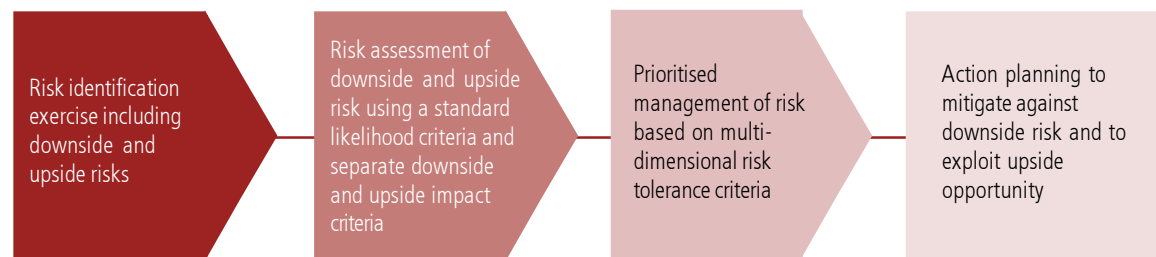 Risk identification
exercise including
downside and
upside risks
Risk assessment of
downside and upside
risk using a standard
likelihood criteria and
separate downside
and upside impact
criteria
Prioritised
management of risk
based on multi-
dimensional risk
tolerance criteria
Action planning to
mitigate against
downside risk and to
exploit upside
opportunity